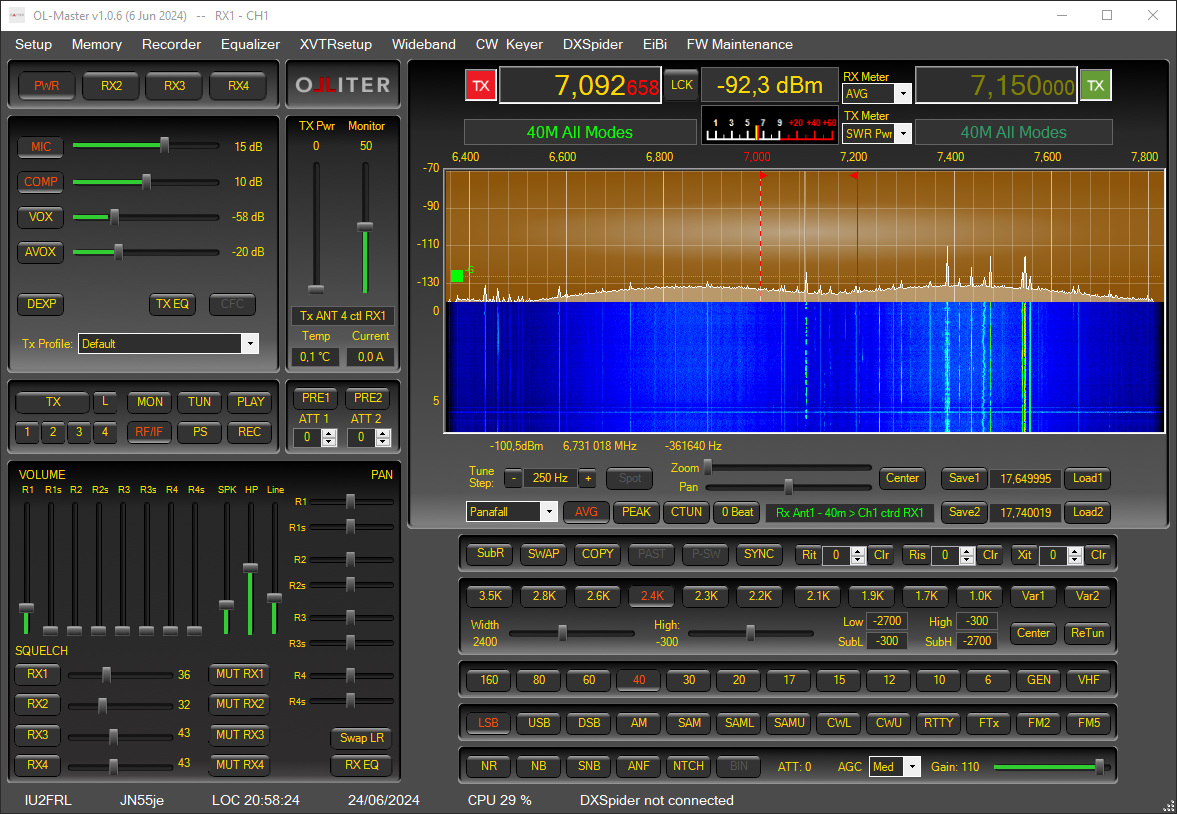 OL-Master v1.0.6 (6 Jun 2024) -- RX1 - CH1
Setup Memory Recorder Equalizer XVTRsetup Wideband CW Keyer DXSpider EiBi FW Maintenance
PWR RX2 RX3 RX4
OLLITER
TX 7,092658 LCK -92,3 dBm RX Meter AVG 7,150000 TX
40M All Modes
1 3 5 7 9 +20 +40 +60
TX Meter
SWR Pwr
40M All Modes
6,400 6,600 6,800 7,000 7,200 7,400 7,600 7,800
-70
-90
-110
-130
-G
0
5
-100,5dBm 6,731 018 MHz -361640 Hz
MIC 15 dB
COMP 10 dB
VOX -58 dB
AVOX -20 dB
DEXP TX EQ CFC
Tx Profile: Default
TX Pwr Monitor
0 50
Tx ANT 4 ctl RX1
Temp Current
0,1 °C 0,0 A
TX L MON TUN PLAY
1 2 3 4 RF/IF PS REC
PRE1 PRE2
ATT 1 ATT 2
0 0
Tune
Step: - 250 Hz + Spot
Zoom
Pan
Center Save1 17,649995 Load1
Panafall AVG PEAK CTUN 0 Beat Rx Ant1 - 40m > Ch1 ctrd RX1 Save2 17,740019 Load2
VOLUME PAN
R1 R1s R2 R2s R3 R3s R4 R4s SPK HP Line
R1
R1s
R2
R2s
R3
R3s
R4
R4s
SQUELCH
RX1 36 MUT RX1
RX2 32 MUT RX2
RX3 43 MUT RX3
RX4 43 MUT RX4
Swap LR
RX EQ
SubR SWAP COPY PAST P-SW SYNC Rit 0 Clr Ris 0 Clr Xit 0 Clr
3.5K 2.8K 2.6K 2.4K 2.3K 2.2K 2.1K 1.9K 1.7K 1.0K Var1 Var2
Width
2400
High:
-300
Low -2700 High -300
SubL -300 SubH -2700
Center ReTun
160 80 60 40 30 20 17 15 12 10 6 GEN VHF
LSB USB DSB AM SAM SAML SAMU CWL CWU RTTY FTx FM2 FM5
NR NB SNB ANF NTCH BIN ATT: 0 AGC Med Gain: 110
IU2FRL JN55je LOC 20:58:24 24/06/2024 CPU 29 % DXSpider not connected